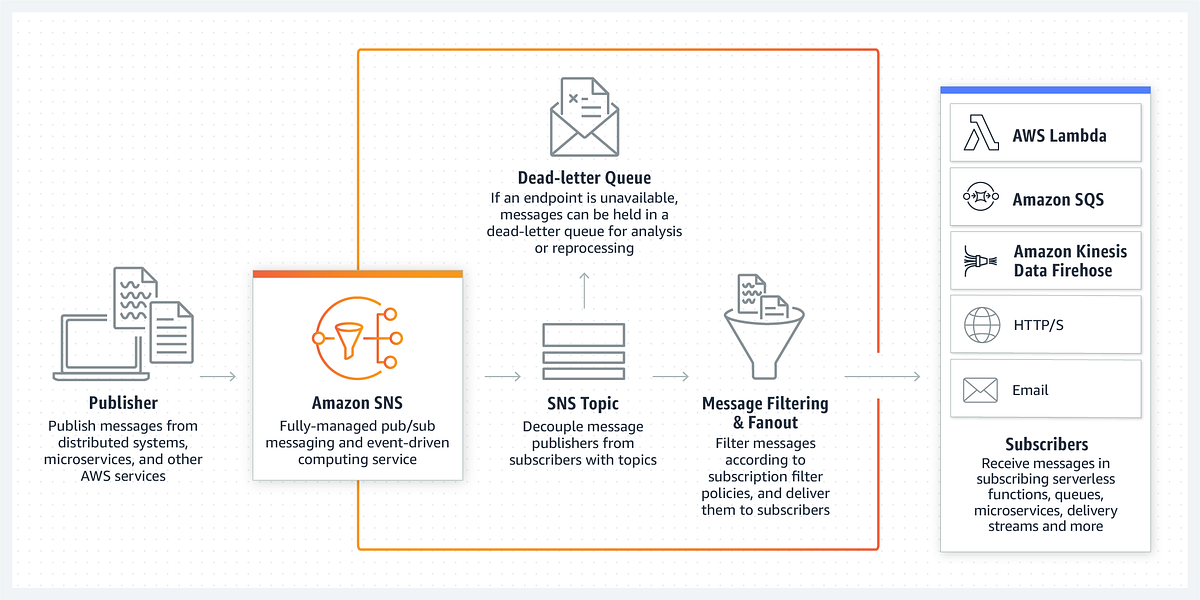 Publisher
Publish messages from
distributed systems,
microservices, and other
AWS services
Amazon SNS
Fully-managed pub/sub
messaging and event-driven
computing service
Dead-letter Queue
If an endpoint is unavailable,
messages can be held in a
dead-letter queue for analysis
or reprocessing
SNS Topic
Decouple message
publishers from
subscribers with topics
Message Filtering
& Fanout
Filter messages
according to
subscription filter
policies, and deliver
them to subscribers
AWS Lambda
Amazon SQS
Amazon Kinesis
Data Firehose
HTTP/S
Email
Subscribers
Receive messages in
subscribing serverless
functions, queues,
microservices, delivery
streams and more